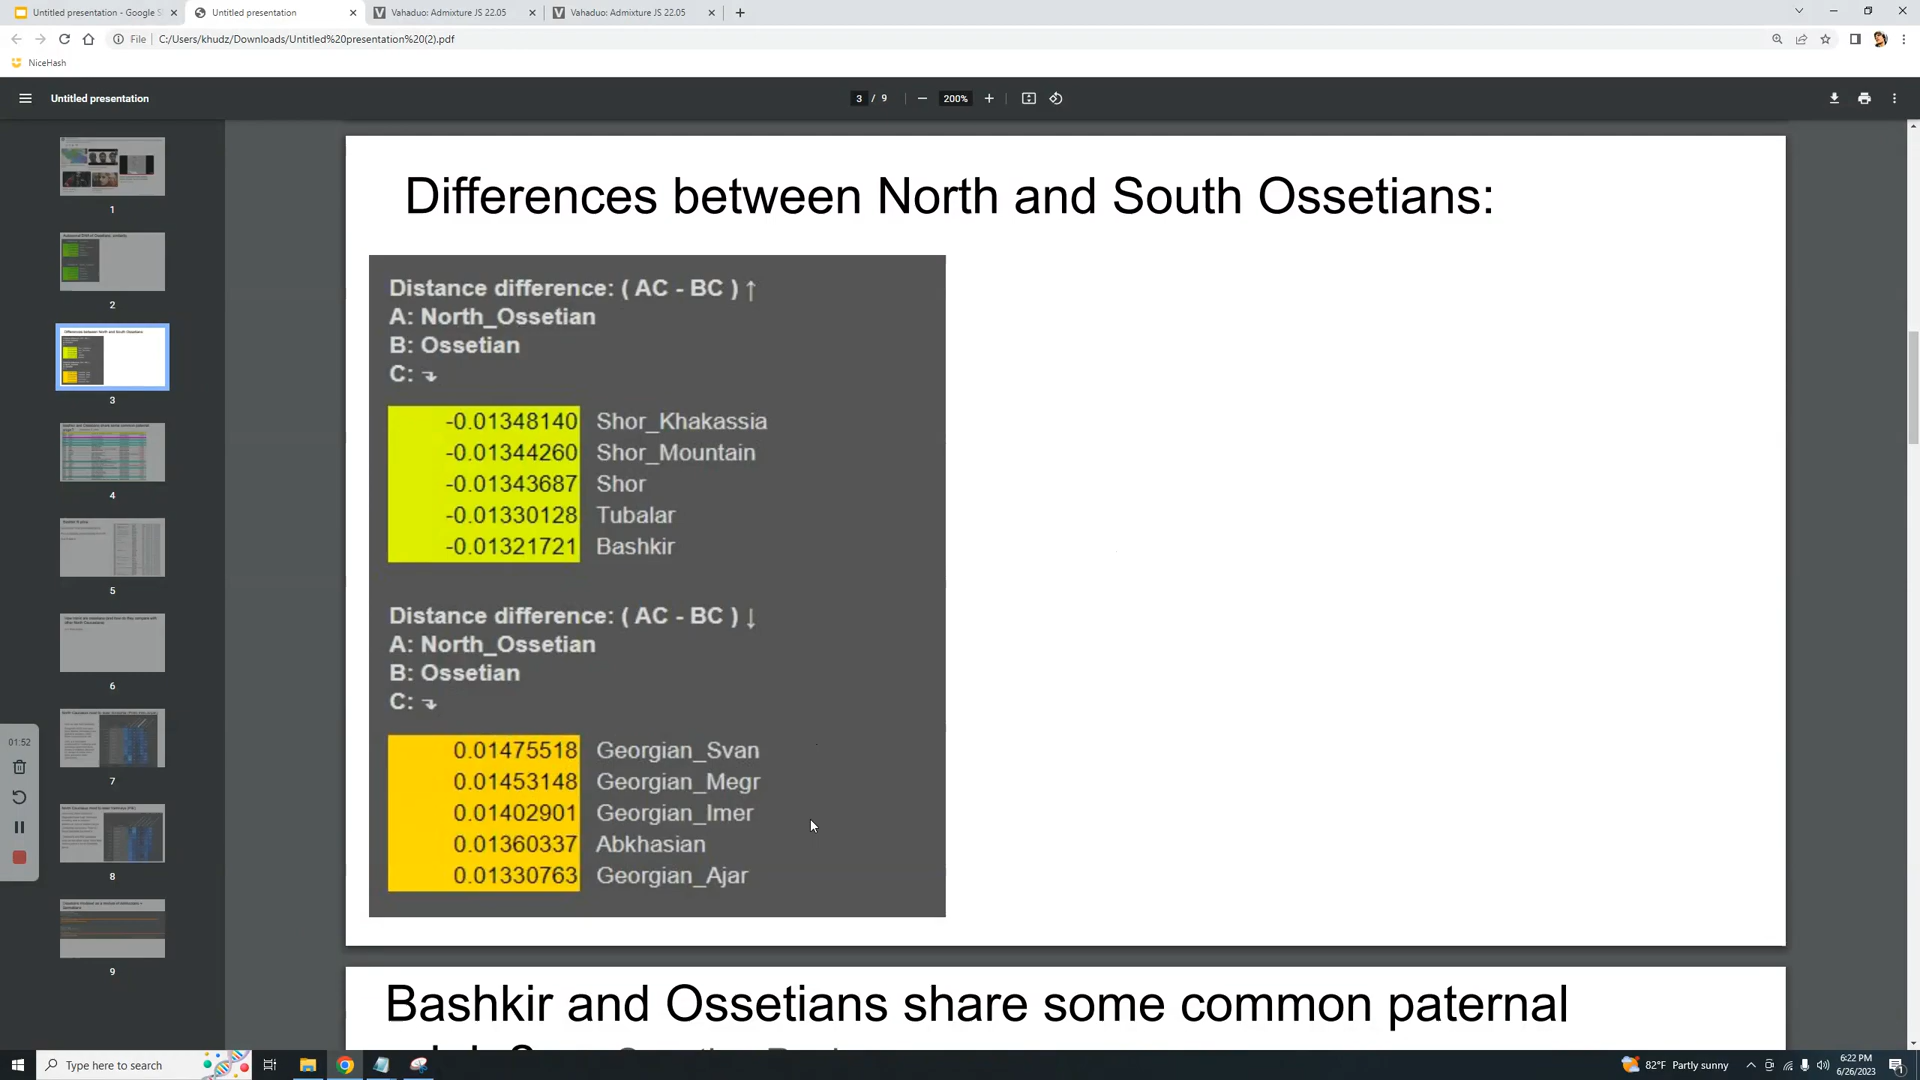 Untitled presentation - Google S
Untitled presentation
Vahaduo: Admixture JS 22.05
Vahaduo: Admixture JS 22.05
File
C:/Users/khudz/Downloads/Untitled%20presentation%20(2).pdf
NiceHash
Untitled presentation
3 / 9
200%
1
2
3
4
5
6
7
8
9
01:52
Differences between North and South Ossetians:
Distance difference: ( AC - BC ) ↑
A: North_Ossetian
B: Ossetian
C: ↴
-0.01348140 Shor_Khakassia
-0.01344260 Shor_Mountain
-0.01343687 Shor
-0.01330128 Tubalar
-0.01321721 Bashkir
Distance difference: ( AC - BC ) ↓
A: North_Ossetian
B: Ossetian
C: ↴
0.01475518 Georgian_Svan
0.01453148 Georgian_Megr
0.01402901 Georgian_Imer
0.01360337 Abkhasian
0.01330763 Georgian_Ajar
Bashkir and Ossetians share some common paternal
Type here to search
82°F Partly sunny
6:22 PM
6/26/2023